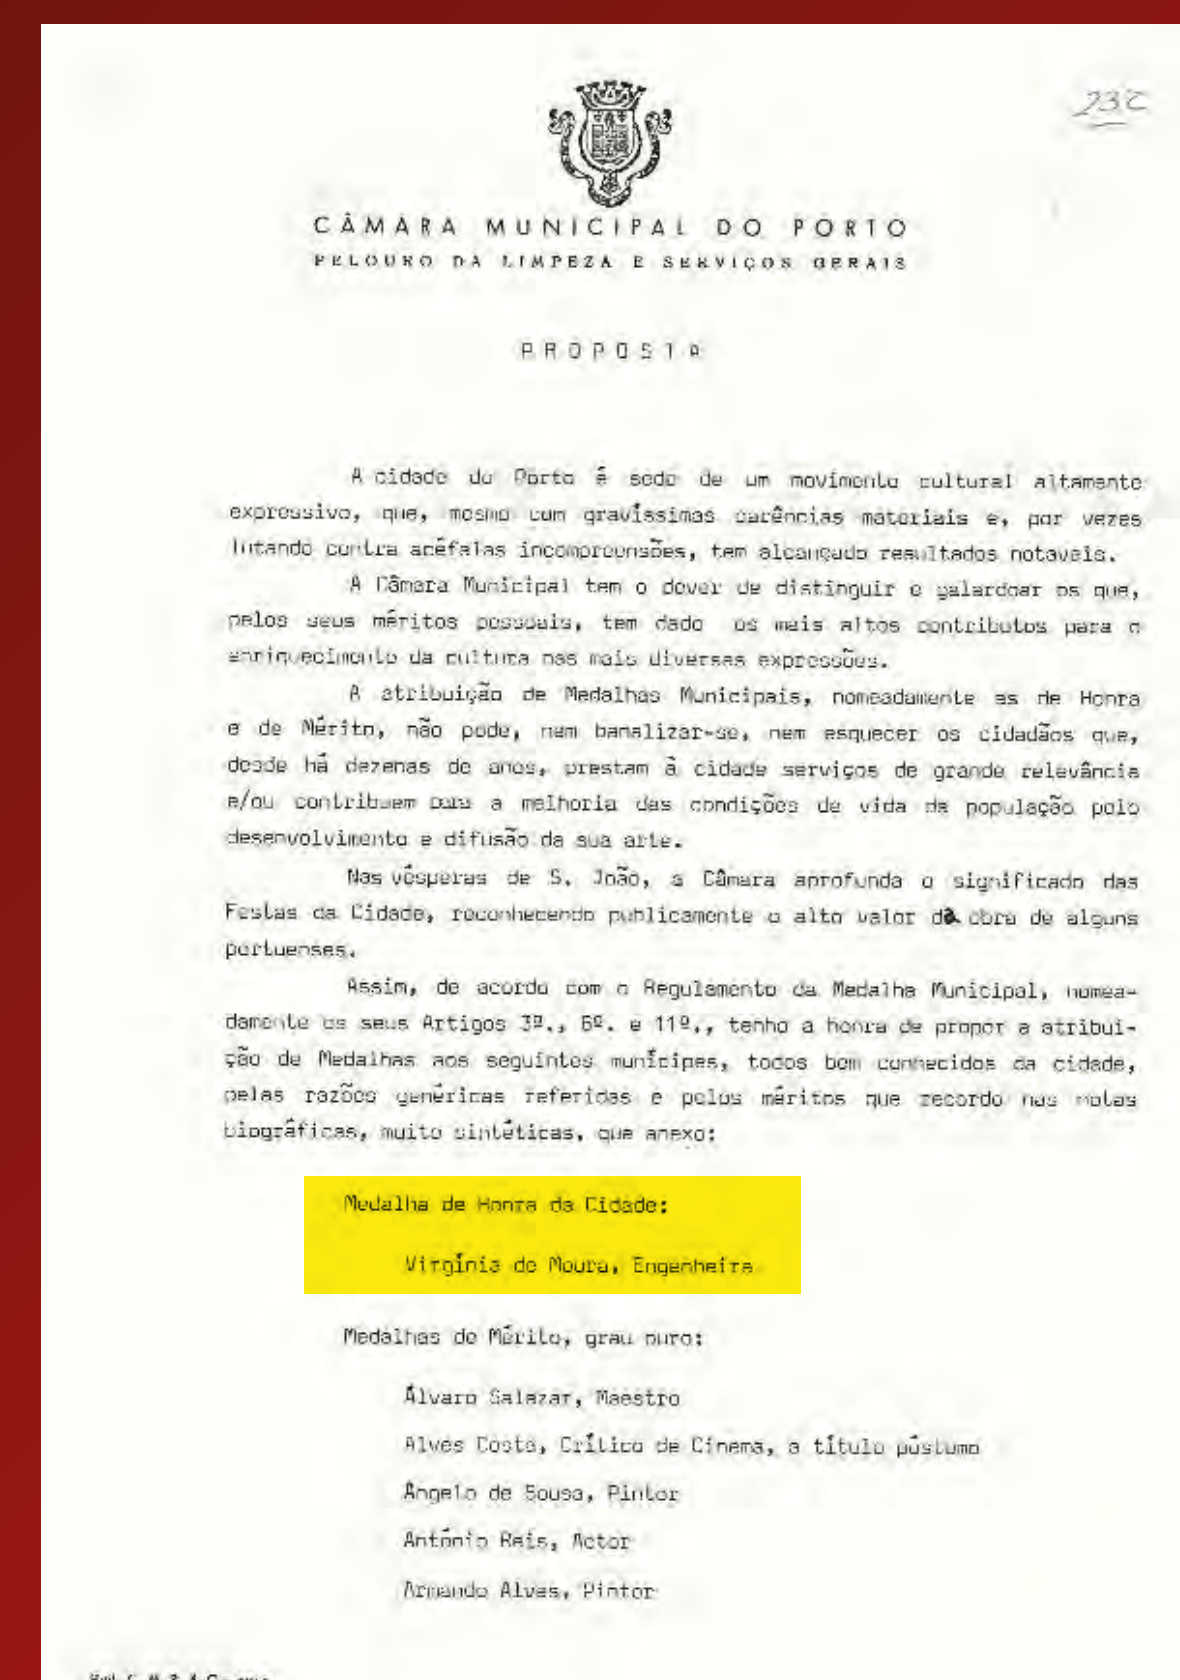 232
CÂMARA MUNICIPAL DO PORTO
PELOURO DA LIMPEZA E SERVIÇOS GERAIS
PROPOSTA
A cidade do Porto é sede de um movimento cultural altamente
expressivo, que, mesmo com gravíssimas carências materiais e, por vezes
lutando contra acéfalas incompreensões, tem alcançado resultados notaveis.
A Câmara Municipal tem o dever de distinguir e galardoar os que,
pelos seus méritos pessoais, tem dado os mais altos contributos para o
enriquecimento da cultura nas mais diversas expressões.
A atribuição de Medalhas Municipais, nomeadamente as de Honra
e de Mérito, não pode, nem banalizar-se, nem esquecer os cidadãos que,
desde há dezenas de anos, prestam à cidade serviços de grande relevância
e/ou contribuem para a melhoria das condições de vida da população pelo
desenvolvimento e difusão da sua arte.
Nas vésperas de S. João, a Câmara aprofunda o significado das
Festas da Cidade, reconhecendo publicamente o alto valor da obra de alguns
portuenses.
Assim, de acordo com o Regulamento da Medalha Municipal, nomea-
damente os seus Artigos 3º., 6º. e 11º., tenho a honra de propor a atribui-
ção de Medalhas aos seguintes munícipes, todos bem conhecidos da cidade,
pelas razões genéricas referidas e pelos méritos que recordo nas notas
biográficas, muito sintéticas, que anexo:
Medalha de Honra da Cidade:
Virgínia de Moura, Engenheira
Medalhas de Mérito, grau ouro:
Álvaro Salazar, Maestro
Alves Costa, Crítico de Cinema, a título póstumo
Ângelo de Sousa, Pintor
António Reis, Actor
Armando Alves, Pintor